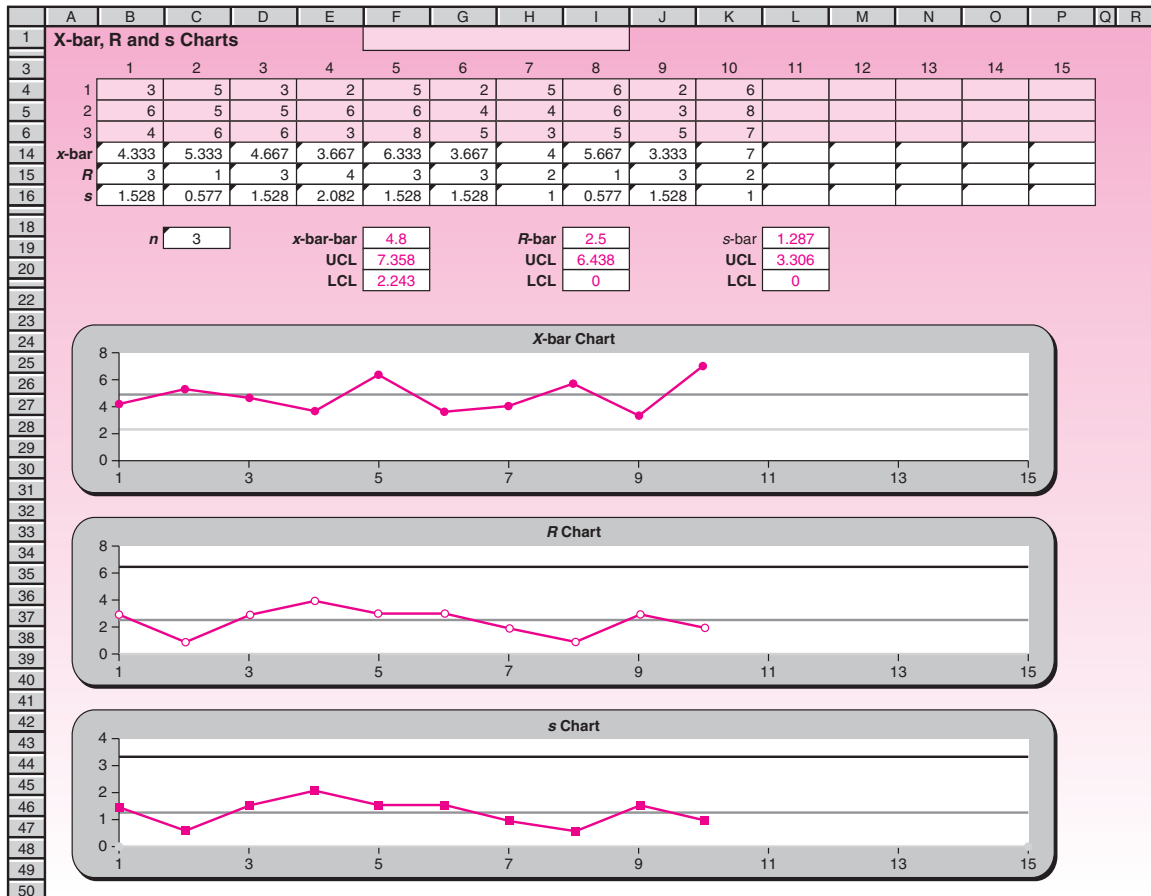 A B C D E F G H I J K L M N O P Q R
1 X-bar, R and s Charts
3 1 2 3 4 5 6 7 8 9 10 11 12 13 14 15
4 1 3 5 3 2 5 2 5 6 2 6
5 2 6 5 5 6 6 4 4 6 3 8
6 3 4 6 6 3 8 5 3 5 5 7
14 x-bar 4.333 5.333 4.667 3.667 6.333 3.667 4 5.667 3.333 7
15 R 3 1 3 4 3 3 2 1 3 2
16 s 1.528 0.577 1.528 2.082 1.528 1.528 1 0.577 1.528 1
18 n 3 x-bar-bar 4.8 R-bar 2.5 s-bar 1.287
19 UCL 7.358 UCL 6.438 UCL 3.306
20 LCL 2.243 LCL 0 LCL 0
22
23
24 X-bar Chart
25 8
26 6
27 4
28 2
29 0
30 1 3 5 7 9 11 13 15
31
32
33 R Chart
34 8
35 6
36 4
37 2
38 0
39 1 3 5 7 9 11 13 15
40
41
42 s Chart
43 4
44 3
45 2
46 1
47 0
48 1 3 5 7 9 11 13 15
49
50